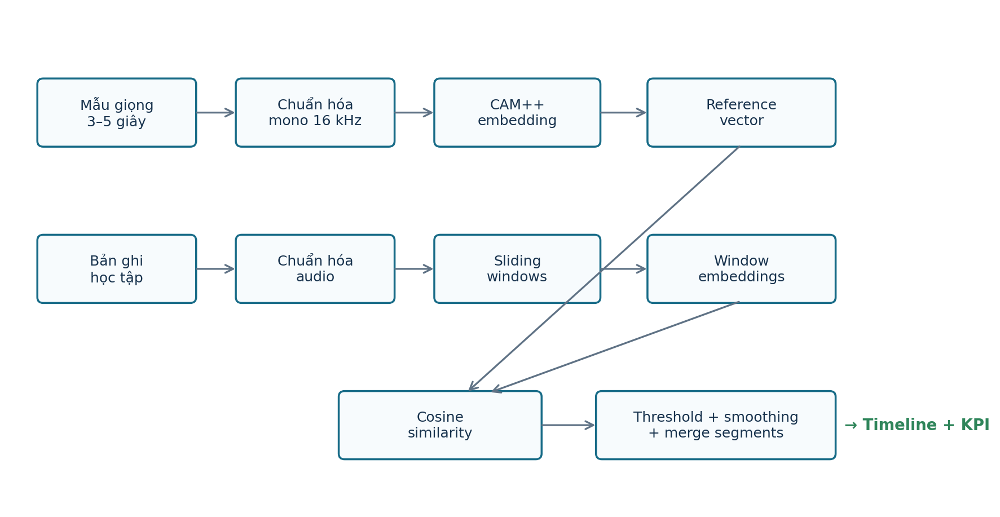 Mẫu giọng
3–5 giây
Chuẩn hóa
mono 16 kHz
CAM++
embedding
Reference
vector
Bản ghi
học tập
Chuẩn hóa
audio
Sliding
windows
Window
embeddings
Cosine
similarity
Threshold + smoothing
+ merge segments
→ Timeline + KPI